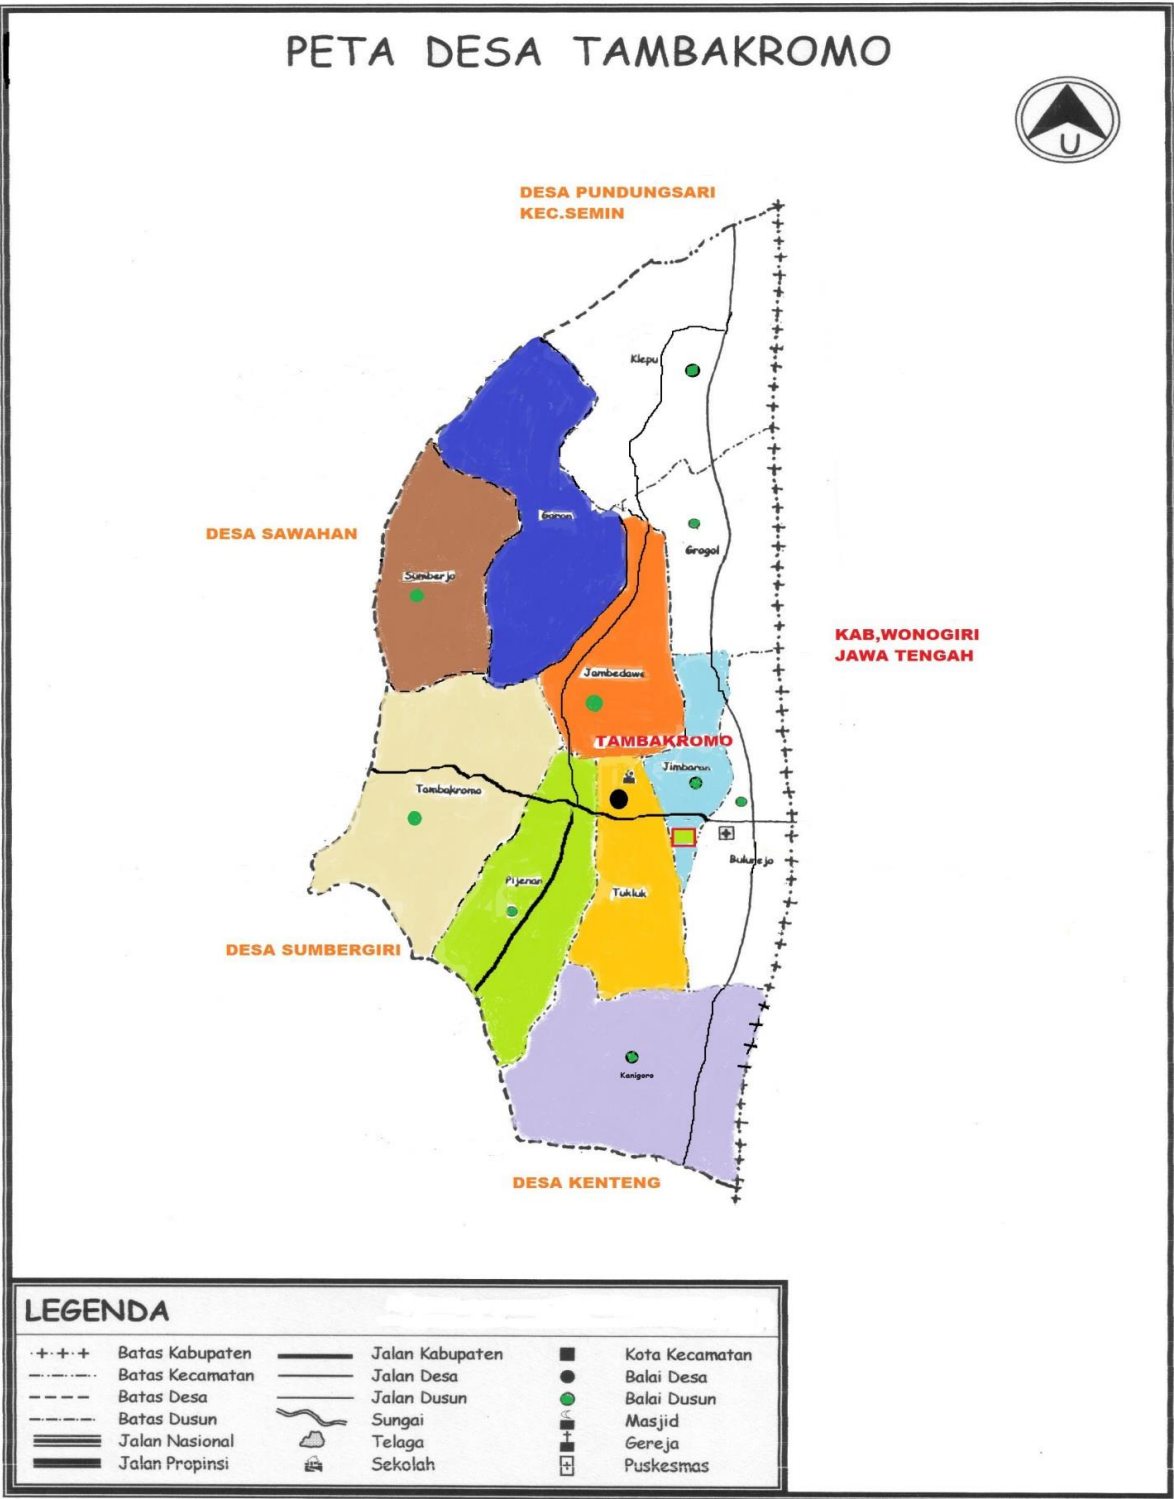 PETA DESA TAMBAKROMO
U
DESA PUNDUNGSARI
KEC.SEMIN
Klepu
DESA SAWAHAN
Goron
Grogol
Sumberjo
KAB,WONOGIRI
JAWA TENGAH
Jambedawe
TAMBAKROMO
Jimbaran
Tambakromo
Bulurejo
Pijenan
Tukluk
DESA SUMBERGIRI
Kanigoro
DESA KENTENG
LEGENDA
Batas Kabupaten Jalan Kabupaten Kota Kecamatan
Batas Kecamatan Jalan Desa Balai Desa
Batas Desa Jalan Dusun Balai Dusun
Batas Dusun Sungai Masjid
Jalan Nasional Telaga Gereja
Jalan Propinsi Sekolah Puskesmas